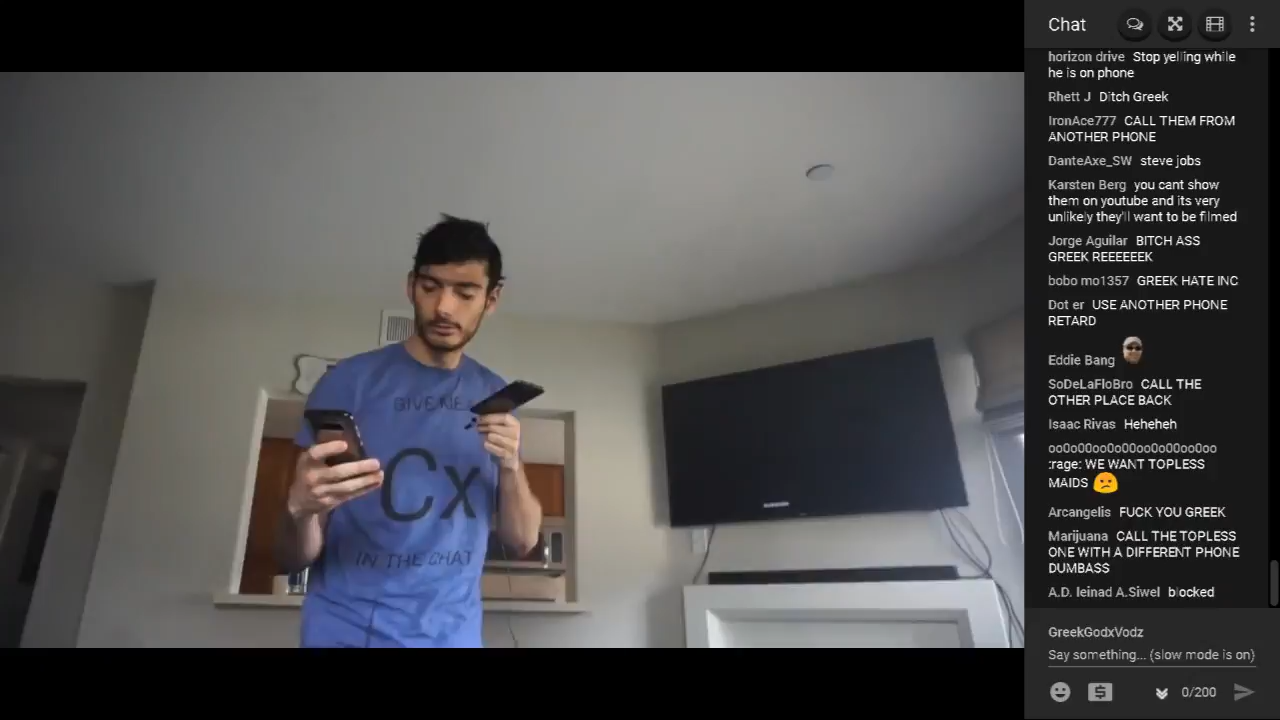 Chat
horizon drive Stop yelling while
he is on phone
Rhett J Ditch Greek
IronAce777 CALL THEM FROM
ANOTHER PHONE
DanteAxe_SW steve jobs
Karsten Berg you cant show
them on youtube and its very
unlikely they'll want to be filmed
Jorge Aguilar BITCH ASS
GREEK REEEEEEK
bobo mo1357 GREEK HATE INC
Dot er USE ANOTHER PHONE
RETARD
Eddie Bang
SoDeLaFloBro CALL THE
OTHER PLACE BACK
Isaac Rivas Heheheh
oo0o00oo0o00oo0o00oo0oo
:rage: WE WANT TOPLESS
MAIDS
Arcangelis FUCK YOU GREEK
Marijuana CALL THE TOPLESS
ONE WITH A DIFFERENT PHONE
DUMBASS
A.D. leinad A.Siwel blocked
GreekGodxVodz
Say something... (slow mode is on)
0/200
GIVE ME
Cx
IN THE CHAT
SAMSUNG